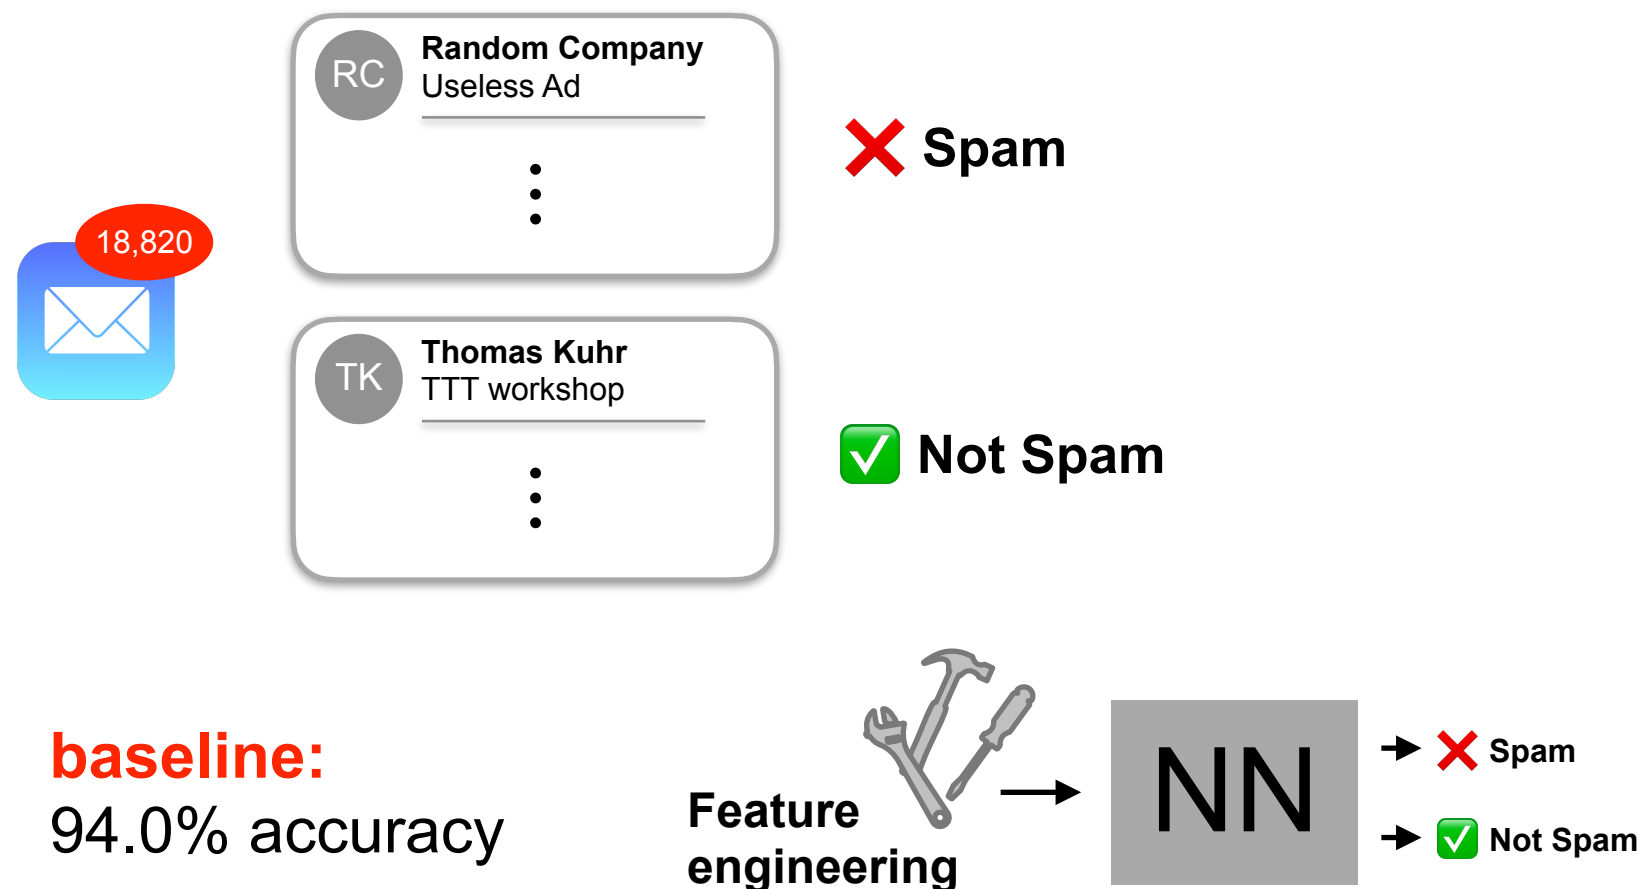 RC
Random Company
Useless Ad
Spam
18,820
TK
Thomas Kuhr
TTT workshop
Not Spam
baseline:
94.0% accuracy
Feature
engineering
NN
Spam
Not Spam